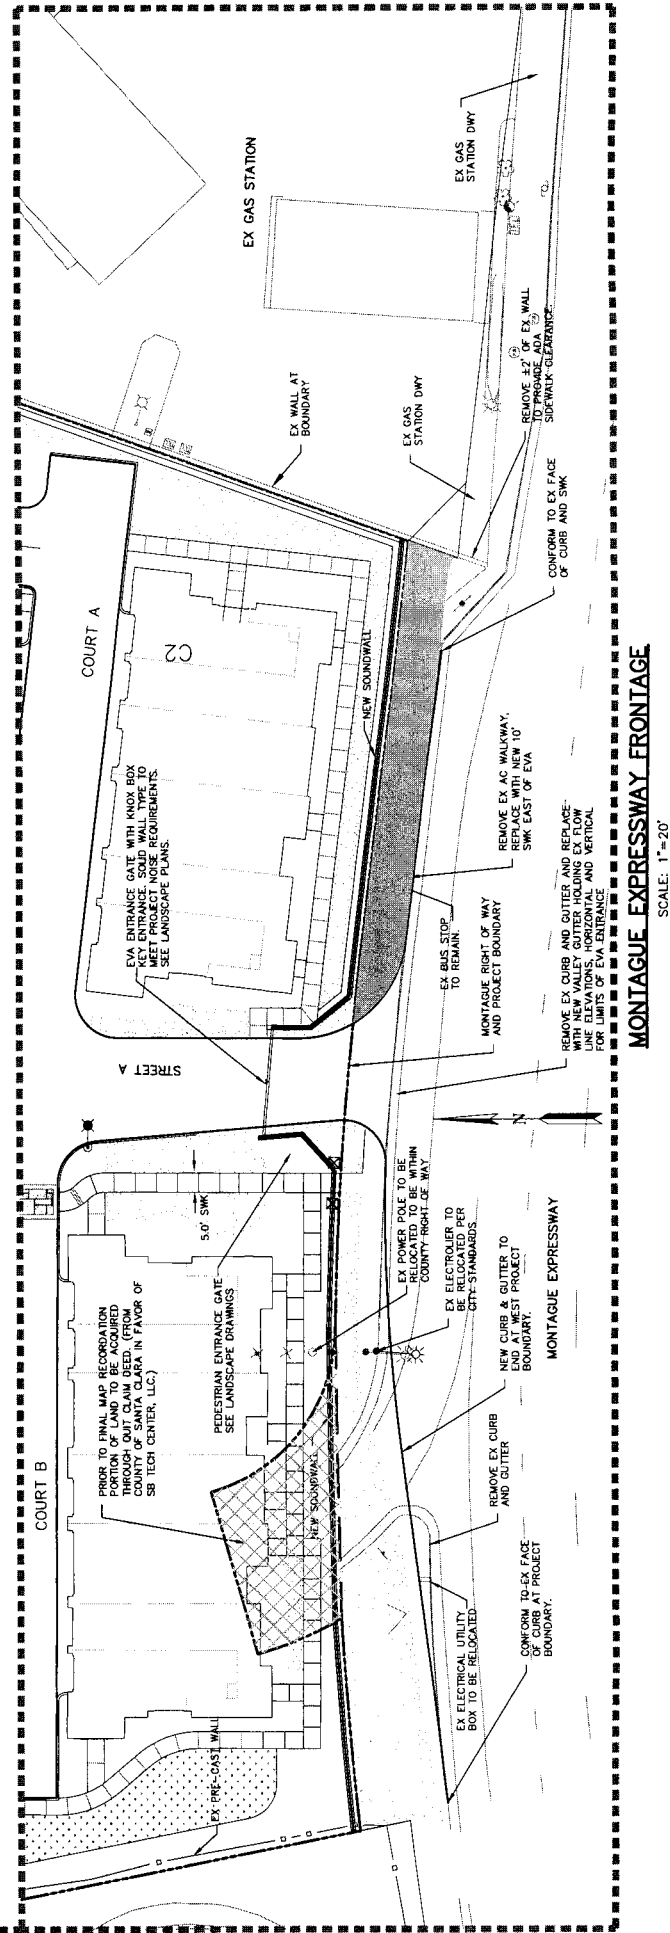 COURT B
PRIOR TO FINAL MAP RECORDATION
PORTION OF LAND TO BE ACQUIRED
THROUGH QUIT CLAIM DEED. (FROM
COUNTY OF SANTA CLARA IN FAVOR OF
SB TECH CENTER, LLC.)
5.0' SWK
PEDESTRIAN ENTRANCE GATE
SEE LANDSCAPE DRAWINGS
NEW SOUNDWALL
EX PRE-CAST WALL
EX POWER POLE TO BE
RELOCATED TO BE WITHIN
COUNTY RIGHT OF WAY
EX ELECTROLIER TO
BE RELOCATED PER
CITY STANDARDS.
EX ELECTRICAL UTILITY
BOX TO BE RELOCATED
REMOVE EX CURB
AND GUTTER
NEW CURB & GUTTER TO
END AT WEST PROJECT
BOUNDARY.
CONFORM TO EX FACE
OF CURB AT PROJECT
BOUNDARY.
MONTAGUE EXPRESSWAY
N
STREET A
EVA ENTRANCE GATE WITH KNOX BOX
KEY ENTRANCE. SOLID WALL TYPE TO
MEET PROJECT NOISE REQUIREMENTS.
SEE LANDSCAPE PLANS.
COURT A
C2
NEW SOUNDWALL
MONTAGUE RIGHT OF WAY
AND PROJECT BOUNDARY
EX BUS STOP
TO REMAIN.
REMOVE EX CURB AND GUTTER AND REPLACE
WITH NEW VALLEY GUTTER HOLDING EX FLOW
LINE ELEVATIONS, HORIZONTAL AND VERTICAL
FOR LIMITS OF EVA ENTRANCE
REMOVE EX AC WALKWAY.
REPLACE WITH NEW 10'
SWK EAST OF EVA
CONFORM TO EX FACE
OF CURB AND SWK
EX WALL AT
BOUNDARY
EX GAS
STATION DWY
REMOVE ±2' OF EX WALL
TO PROVIDE ADA
SIDEWALK CLEARANCE.
EX GAS STATION
EX GAS
STATION DWY
MONTAGUE EXPRESSWAY FRONTAGE
SCALE: 1"=20'